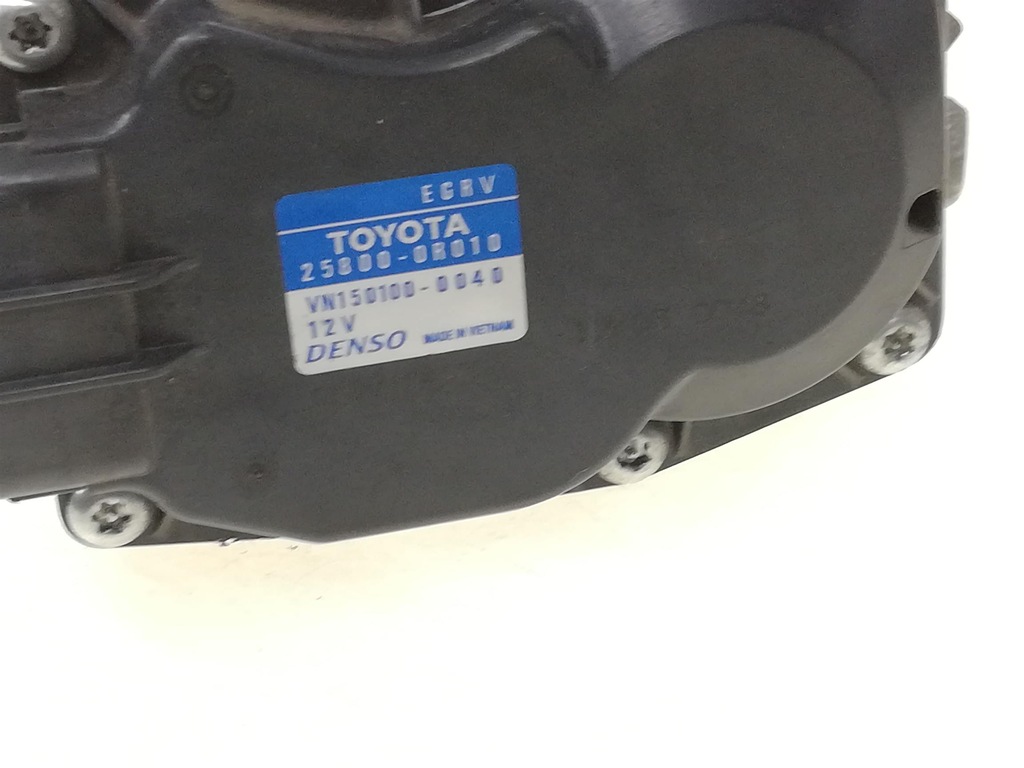 EGRV
TOYOTA
25800-0R010
VN150100-0040
12V
DENSO MADE IN VIETNAM